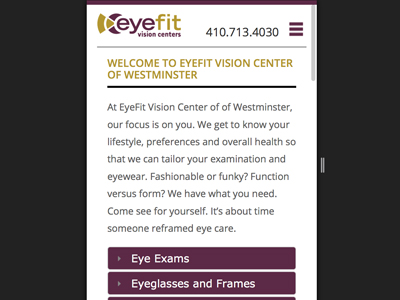 eyefit
vision centers
410.713.4030
WELCOME TO EYEFIT VISION CENTER
OF WESTMINSTER
At EyeFit Vision Center of of Westminster,
our focus is on you. We get to know your
lifestyle, preferences and overall health so
that we can tailor your examination and
eyewear. Fashionable or funky? Function
versus form? We have what you need.
Come see for yourself. It's about time
someone reframed eye care.
Eye Exams
Eyeglasses and Frames